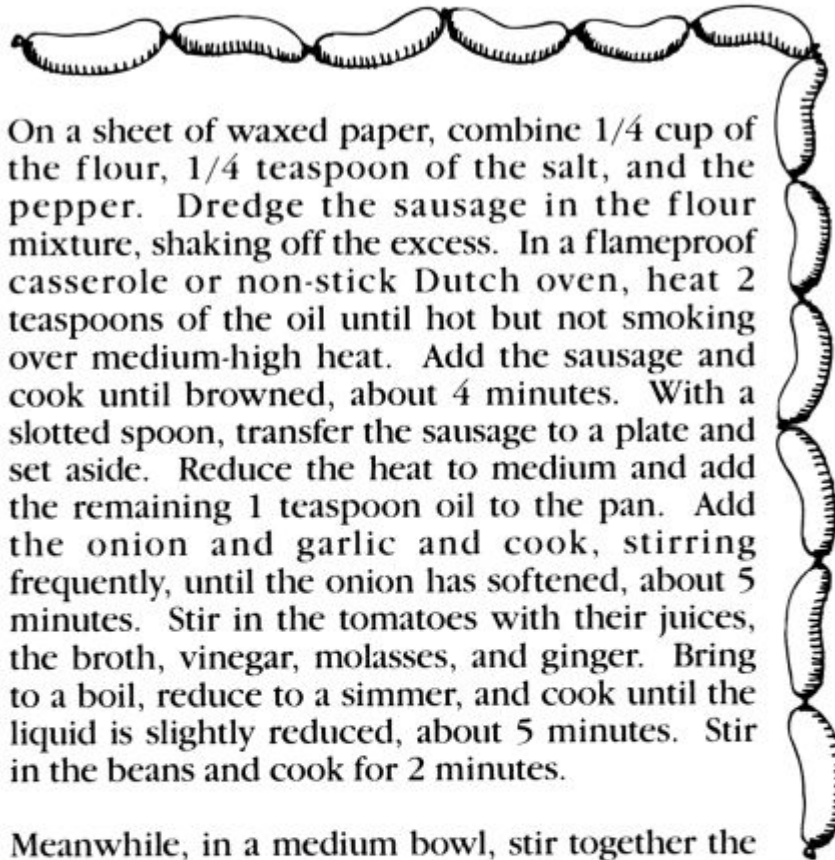 On a sheet of waxed paper, combine 1/4 cup of
the flour, 1/4 teaspoon of the salt, and the
pepper. Dredge the sausage in the flour
mixture, shaking off the excess. In a flameproof
casserole or non-stick Dutch oven, heat 2
teaspoons of the oil until hot but not smoking
over medium-high heat. Add the sausage and
cook until browned, about 4 minutes. With a
slotted spoon, transfer the sausage to a plate and
set aside. Reduce the heat to medium and add
the remaining 1 teaspoon oil to the pan. Add
the onion and garlic and cook, stirring
frequently, until the onion has softened, about 5
minutes. Stir in the tomatoes with their juices,
the broth, vinegar, molasses, and ginger. Bring
to a boil, reduce to a simmer, and cook until the
liquid is slightly reduced, about 5 minutes. Stir
in the beans and cook for 2 minutes.
Meanwhile, in a medium bowl, stir together the